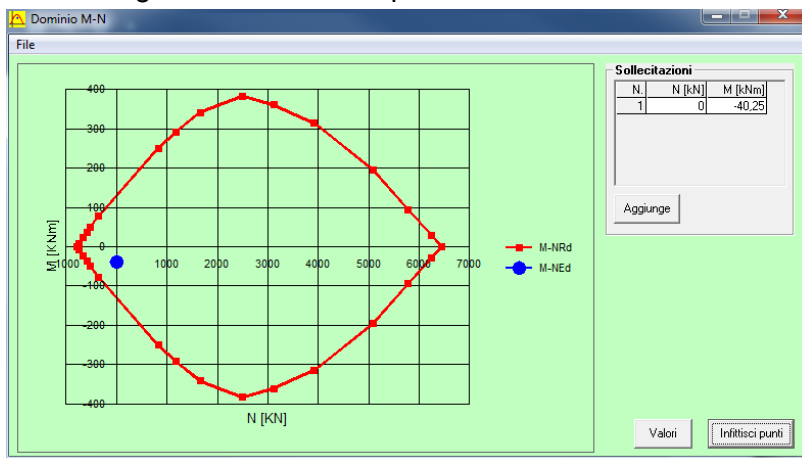 Dominio M-N
File
400
300
200
100
0
-100
-200
-300
-400
M [KNm]
-1000 1000 2000 3000 4000 5000 6000 7000
N [KN]
M-NRd
M-NEd
Sollecitazioni
N. N [kN] M [kNm]
1 0 -40,25
Aggiunge
Valori
Infittisci punti